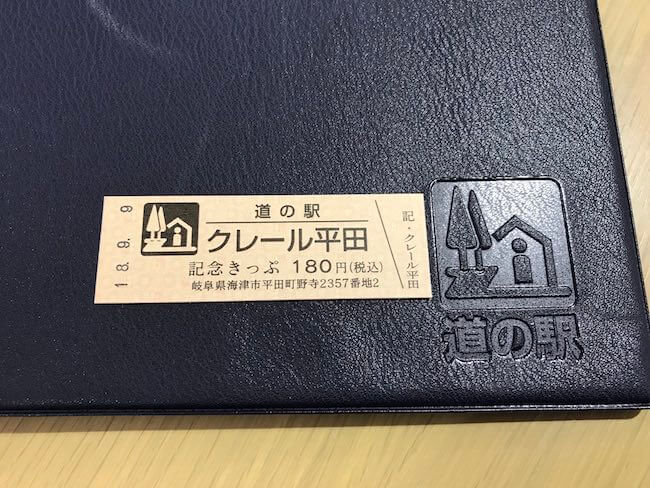 18.9.-9
道の駅
クレール平田
記念きっぷ 180円(税込)
岐阜県海津市平田町野寺2357番地2
記・クレール平田
道の駅